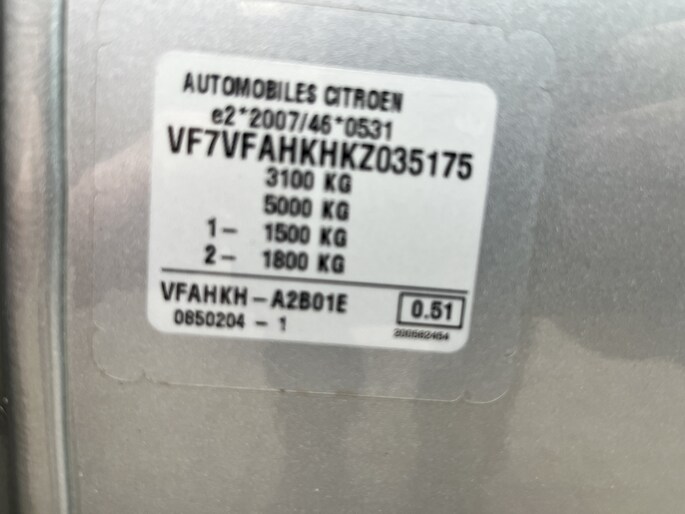 AUTOMOBILES CITROEN
e2*2007/46*0531
VF7VFAHKHKZ035175
3100 KG
5000 KG
1- 1500 KG
2- 1800 KG
VFAHKH-A2B01E 0.51
0850204 - 1